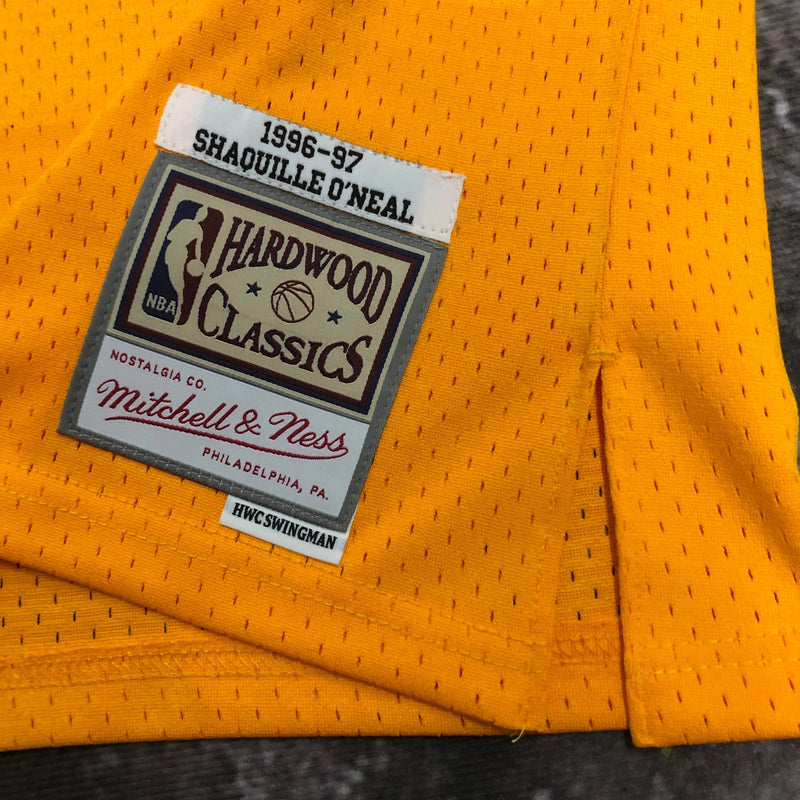 1996-97
SHAQUILLE O'NEAL
HARDWOOD
NBA
CLASSICS
NOSTALGIA CO.
Mitchell & Ness
PHILADELPHIA, PA.
HWC SWINGMAN